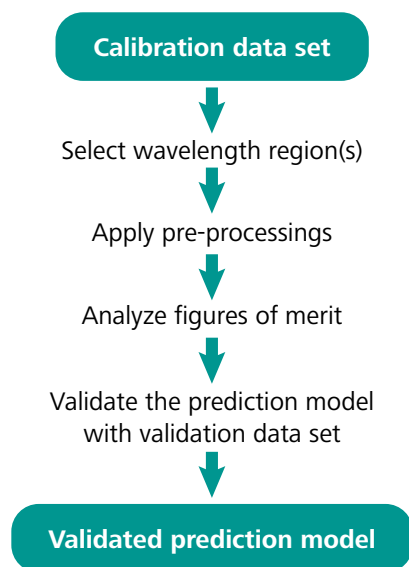 Calibration data set
Select wavelength region(s)
Apply pre-processings
Analyze figures of merit
Validate the prediction model
with validation data set
Validated prediction model